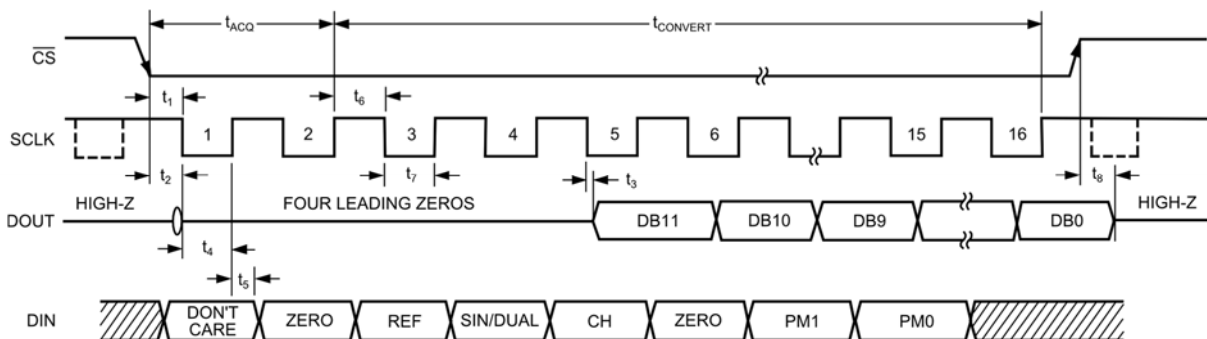 tACQ tCONVERT
CS
t1 t6
SCLK 1 2 3 4 5 6 15 16
t2 t7 t3 t8
HIGH-Z FOUR LEADING ZEROS HIGH-Z
DOUT DB11 DB10 DB9 DB0
t4
t5
DIN DON'T CARE ZERO REF SIN/DUAL CH ZERO PM1 PM0